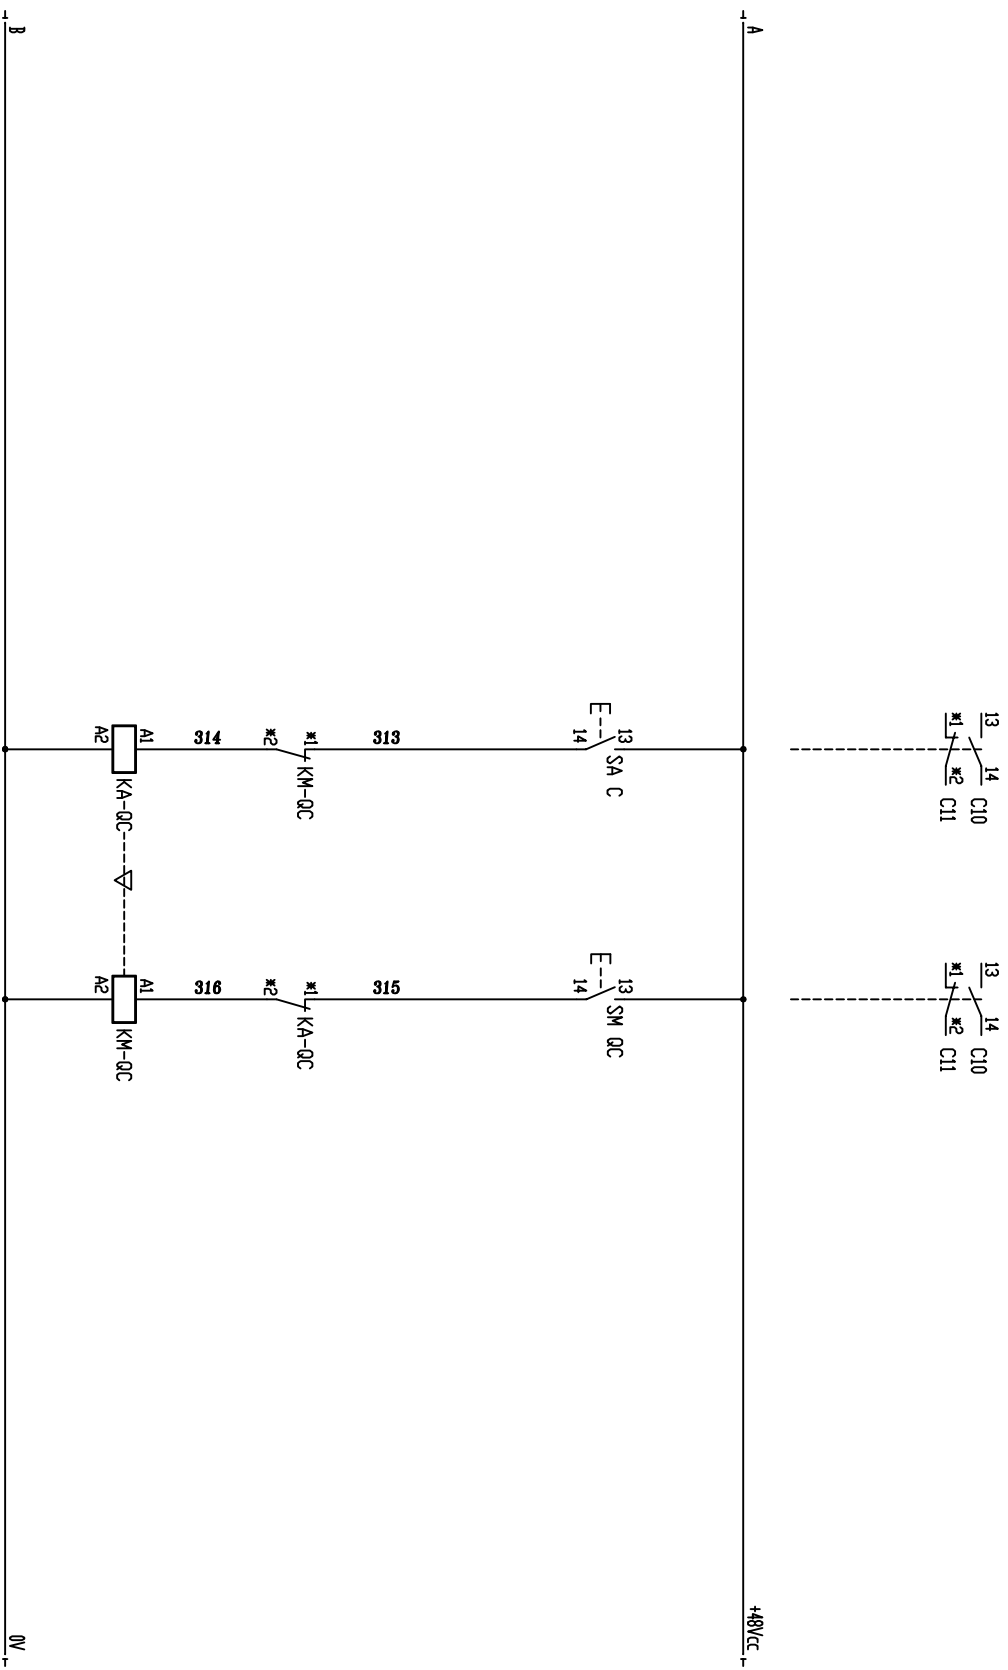 A
+48Vcc
13
14
C10
*1
*2
C11
13
14
C10
*1
*2
C11
13
SA C
14
13
SM QC
14
313
315
*1
KM-QC
*2
*1
KA-QC
*2
314
316
A1
KA-QC
A2
A1
KM-QC
A2
B
0V